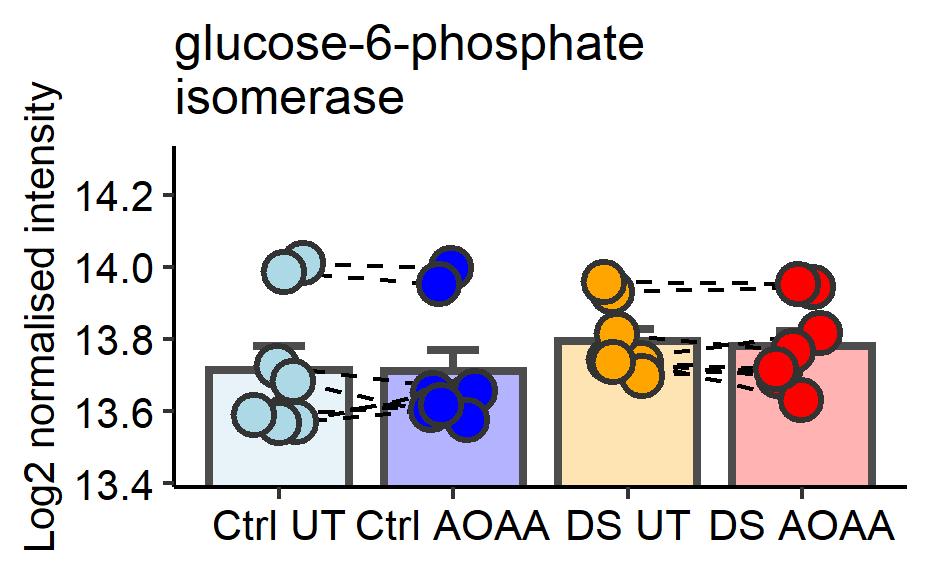 glucose-6-phosphate
isomerase
Log2 normalised intensity
14.2
14.0
13.8
13.6
13.4
Ctrl UT Ctrl AOAA DS UT DS AOAA